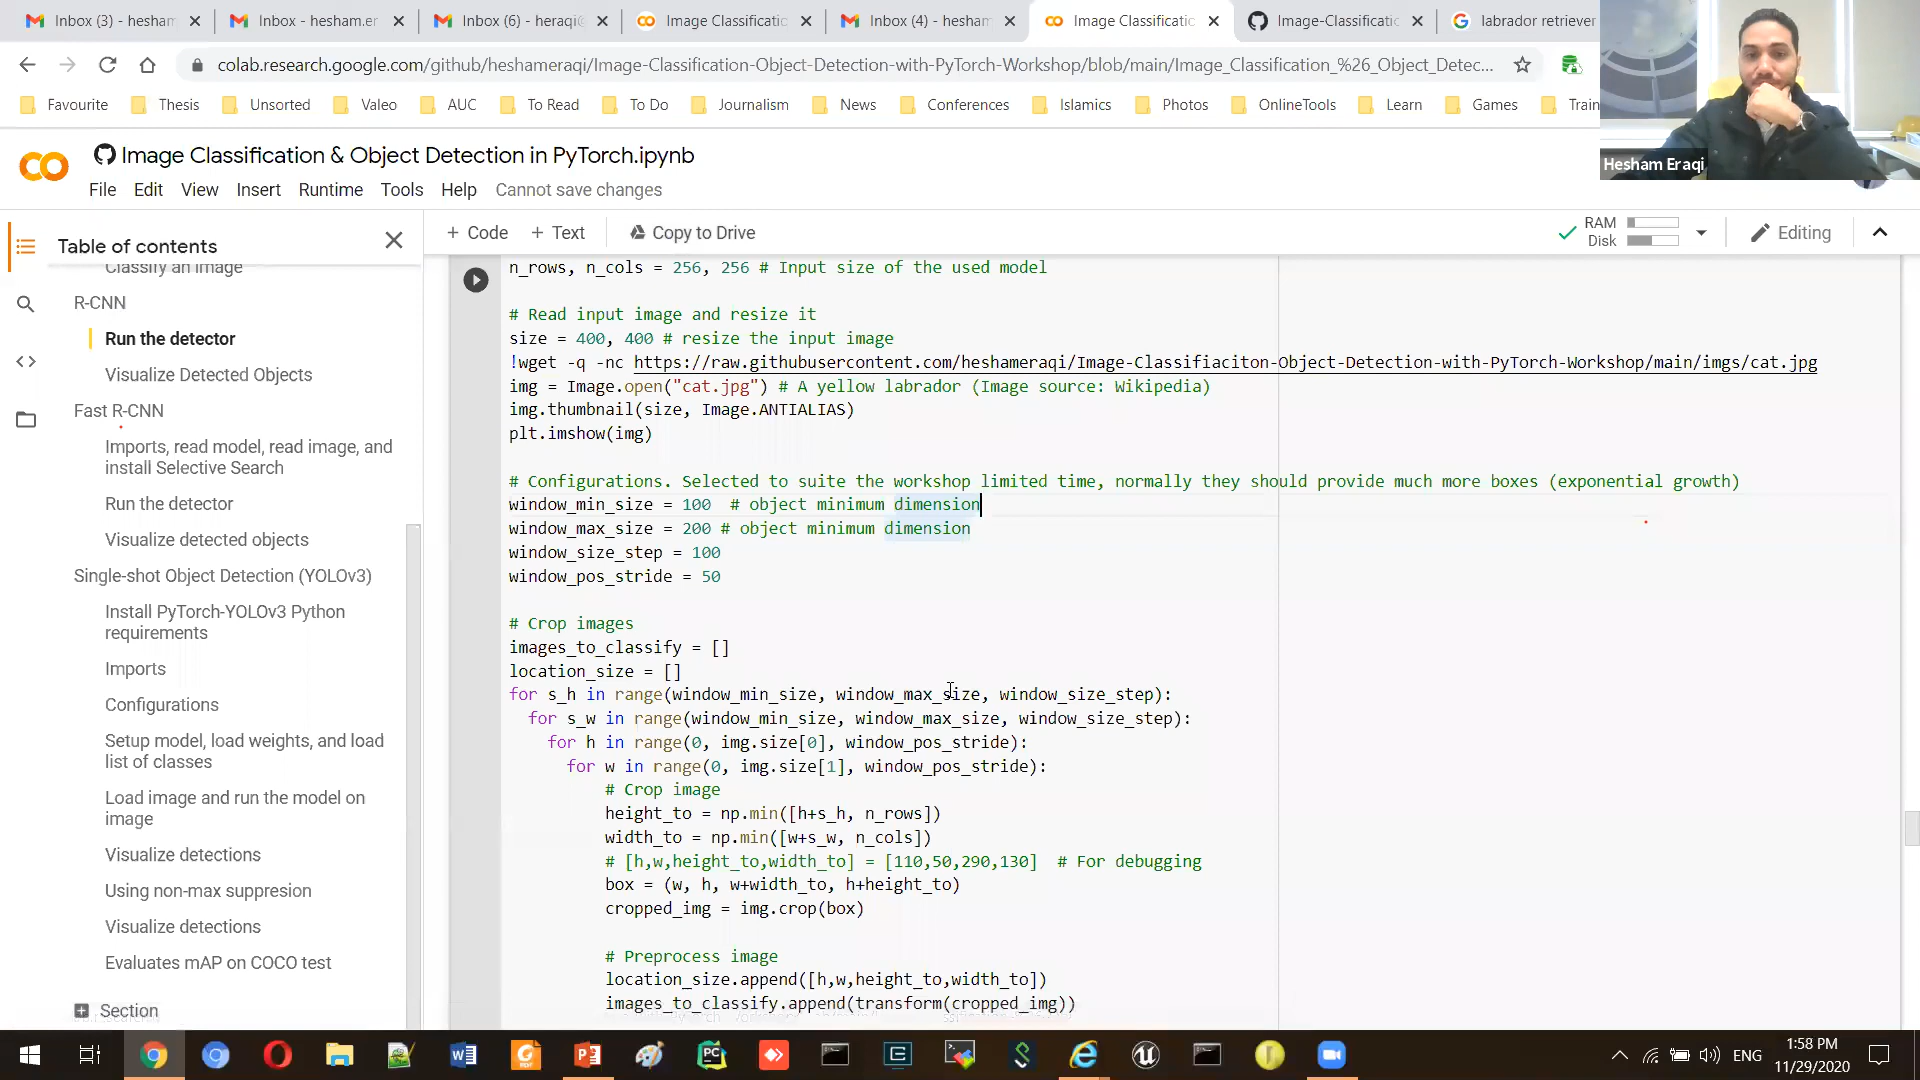 Inbox (3) - hesham
Inbox - hesham.er
Inbox (6) - heraqi@
Image Classificatic
Inbox (4) - hesham
Image Classificatic
Image-Classificatic
labrador retriever
colab.research.google.com/github/heshameraqi/Image-Classification-Object-Detection-with-PyTorch-Workshop/blob/main/Image_Classification_%26_Object_Detec...
Favourite
Thesis
Unsorted
Valeo
AUC
To Read
To Do
Journalism
News
Conferences
Islamics
Photos
OnlineTools
Learn
Games
Train
Hesham Eraqi
Image Classification & Object Detection in PyTorch.ipynb
File Edit View Insert Runtime Tools Help Cannot save changes
Table of contents
+ Code + Text Copy to Drive
RAM
Disk
Editing
Classify an image
R-CNN
Run the detector
Visualize Detected Objects
Fast R-CNN
Imports, read model, read image, and
install Selective Search
Run the detector
Visualize detected objects
Single-shot Object Detection (YOLOv3)
Install PyTorch-YOLOv3 Python
requirements
Imports
Configurations
Setup model, load weights, and load
list of classes
Load image and run the model on
image
Visualize detections
Using non-max suppresion
Visualize detections
Evaluates mAP on COCO test
Section
n_rows, n_cols = 256, 256 # Input size of the used model
# Read input image and resize it
size = 400, 400 # resize the input image
!wget -q -nc https://raw.githubusercontent.com/heshameraqi/Image-Classifiaciton-Object-Detection-with-PyTorch-Workshop/main/imgs/cat.jpg
img = Image.open("cat.jpg") # A yellow labrador (Image source: Wikipedia)
img.thumbnail(size, Image.ANTIALIAS)
plt.imshow(img)
# Configurations. Selected to suite the workshop limited time, normally they should provide much more boxes (exponential growth)
window_min_size = 100  # object minimum dimension
window_max_size = 200 # object minimum dimension
window_size_step = 100
window_pos_stride = 50
# Crop images
images_to_classify = []
location_size = []
for s_h in range(window_min_size, window_max_size, window_size_step):
for s_w in range(window_min_size, window_max_size, window_size_step):
for h in range(0, img.size[0], window_pos_stride):
for w in range(0, img.size[1], window_pos_stride):
# Crop image
height_to = np.min([h+s_h, n_rows])
width_to = np.min([w+s_w, n_cols])
# [h,w,height_to,width_to] = [110,50,290,130]  # For debugging
box = (w, h, w+width_to, h+height_to)
cropped_img = img.crop(box)
# Preprocess image
location_size.append([h,w,height_to,width_to])
images_to_classify.append(transform(cropped_img))
ENG
1:58 PM
11/29/2020